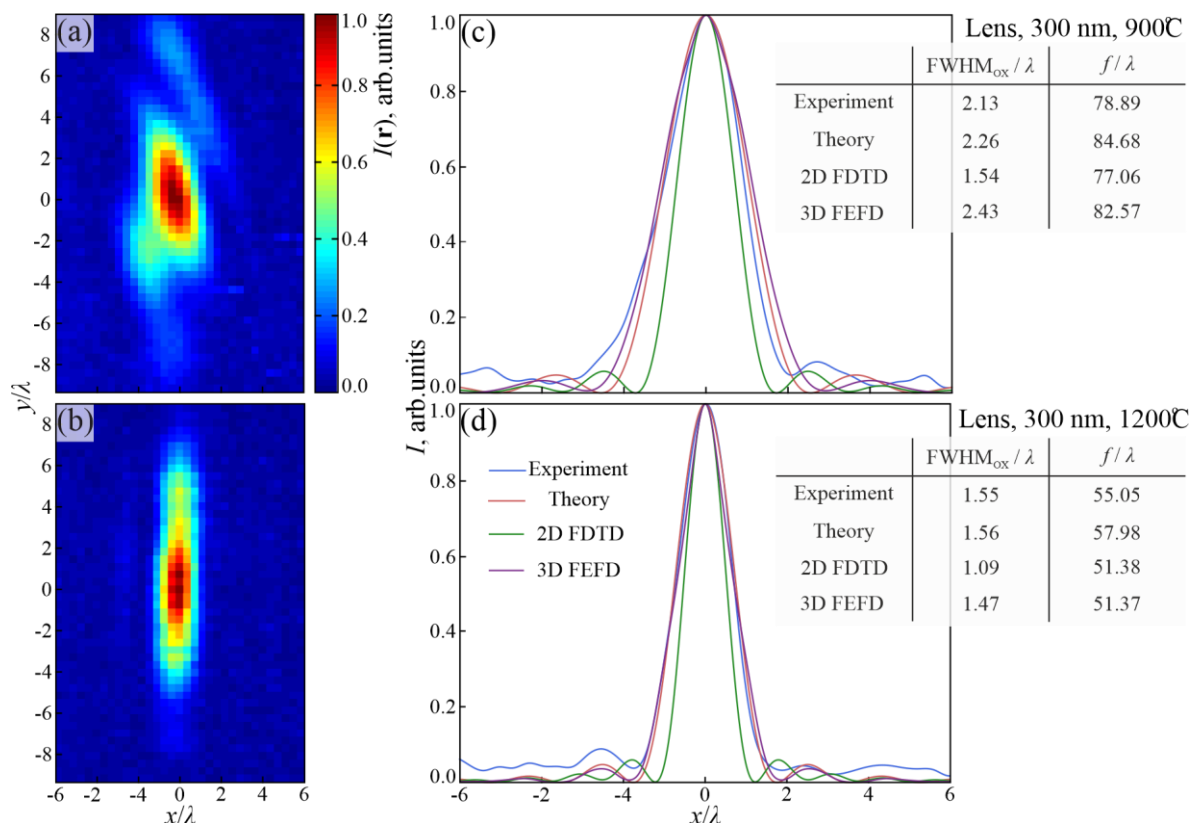 (a)
8
6
4
2
0
-2
-4
-6
-8
y/λ
1.0
0.8
0.6
0.4
0.2
0.0
I(r), arb.units
(b)
8
6
4
2
0
-2
-4
-6
-8
-6 -4 -2 0 2 4 6
x/λ
(c)
1.0
0.8
0.6
0.4
0.2
0.0
I, arb.units
Lens, 300 nm, 900℃
FWHMox / λ f / λ
Experiment 2.13 78.89
Theory 2.26 84.68
2D FDTD 1.54 77.06
3D FEFD 2.43 82.57
(d)
1.0
0.8
0.6
0.4
0.2
0.0
Experiment
Theory
2D FDTD
3D FEFD
Lens, 300 nm, 1200℃
FWHMox / λ f / λ
Experiment 1.55 55.05
Theory 1.56 57.98
2D FDTD 1.09 51.38
3D FEFD 1.47 51.37
-6 -4 0 2 4 6
x/λ